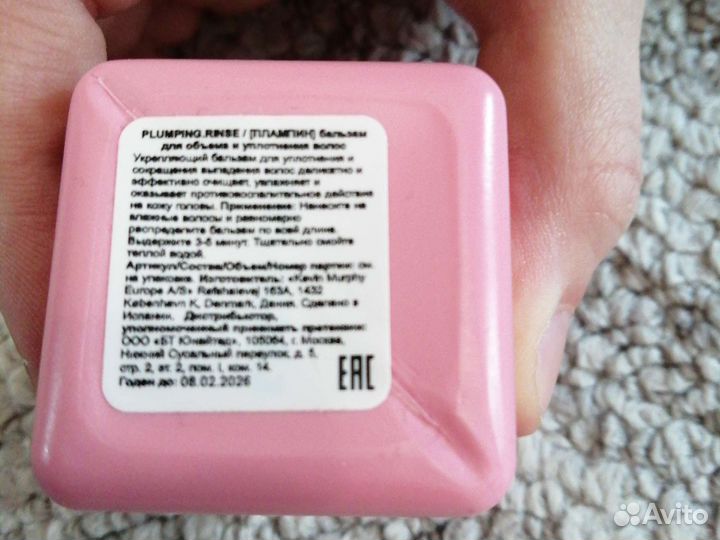 PLUMPING.RINSE / [ПЛАМПИН] бальзам
для объема и уплотнения волос
Укрепляющий бальзам для уплотнения и
сокращения выпадения волос деликатно и
эффективно очищает, увлажняет и
оказывает противовоспалительное действие
на кожу головы. Применение: Нанесите на
влажные волосы и равномерно
распределите бальзам по всей длине.
Выдержите 3-5 минут. Тщательно смойте
теплой водой.
Артикул/Состав/Объем/Номер партии: см.
на упаковке. Изготовитель: «Kevin Murphy
Europe A/S» Refshalevej 163A, 1432
København K, Denmark, Дания. Сделано в
Испании. Дистрибьютор,
уполномоченный принимать претензии:
ООО «БТ Юнайтед», 105064, г. Москва,
Нижний Сусальный переулок, д. 5,
стр. 2, эт. 2, пом. I, ком. 14.
Годен до: 08.02.2026
EAC
Avito